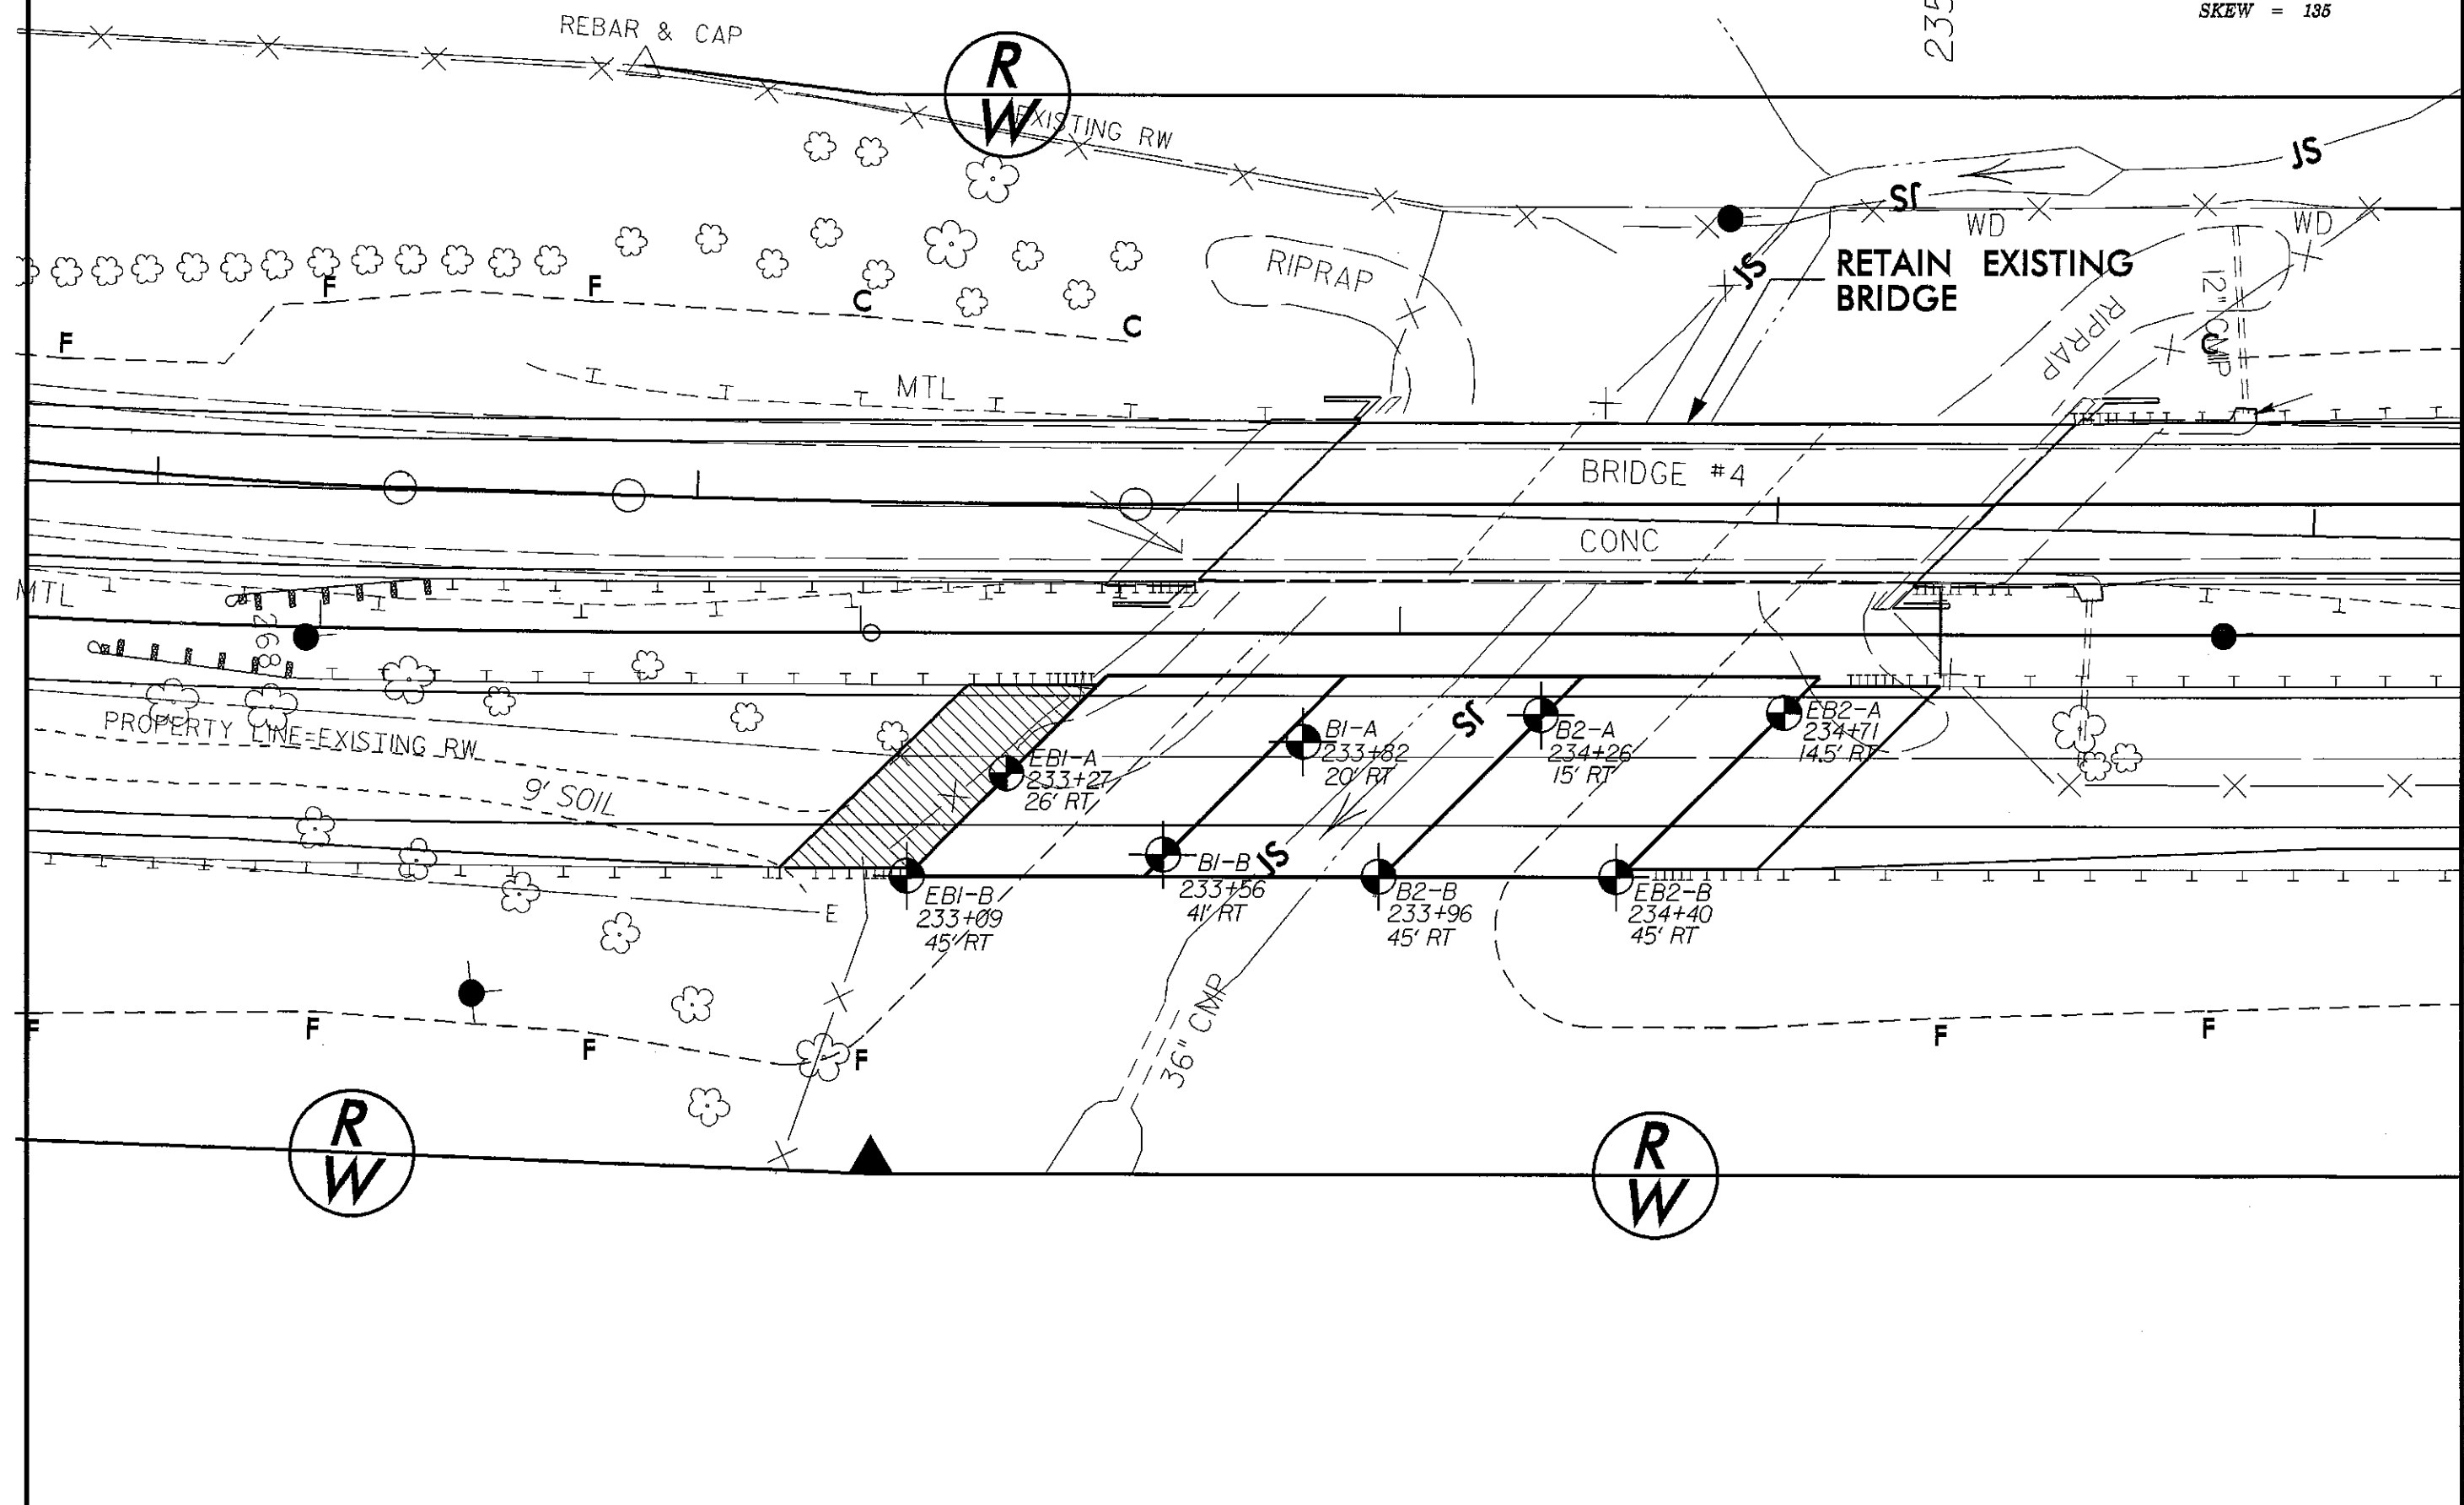 SKEW = 135
235
REBAR & CAP
R
W
EXISTING RW
JS
JS
WD
WD
RETAIN EXISTING
BRIDGE
JS
RIPRAP
RIPRAP
12" CMP
F
F
F
C
C
C
MTL
BRIDGE #4
CONC
MTL
268
PROPERTY LINE=EXISTING RW
9' SOIL
EB1-A
233+27
26' RT
B1-A
233+82
20' RT
JS
B2-A
234+26
15' RT
EB2-A
234+71
14.5' RT
EB1-B
233+09
45' RT
B1-B
233+56
41' RT
JS
B2-B
233+96
45' RT
EB2-B
234+40
45' RT
E
36" CMP
F
F
F
F
F
F
R
W
R
W